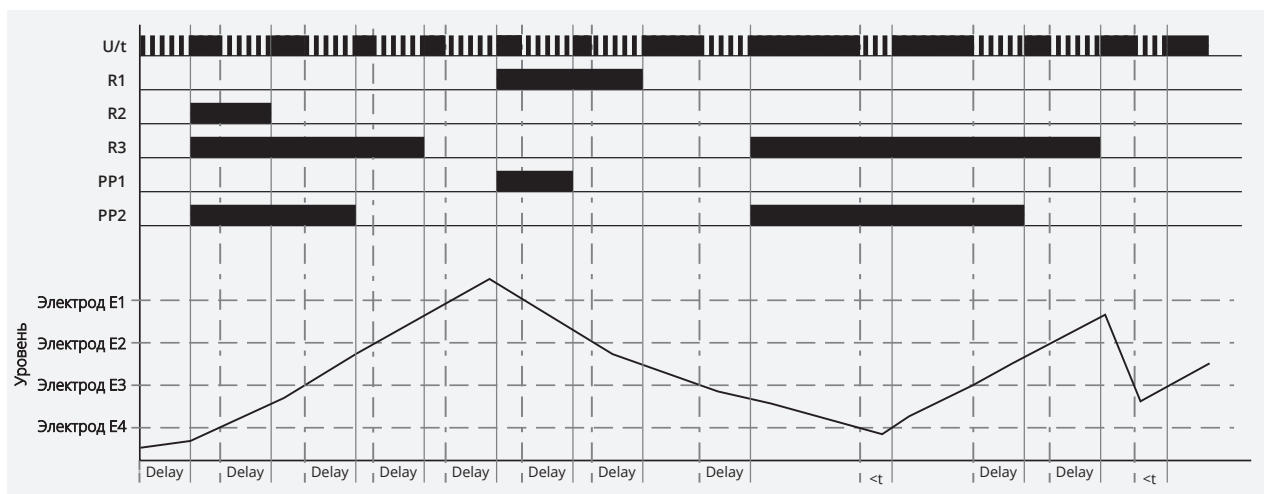 U/t
R1
R2
R3
PP1
PP2
Уровень
Электрод E1
Электрод E2
Электрод E3
Электрод E4
Delay Delay Delay Delay Delay Delay Delay Delay <t Delay Delay <t